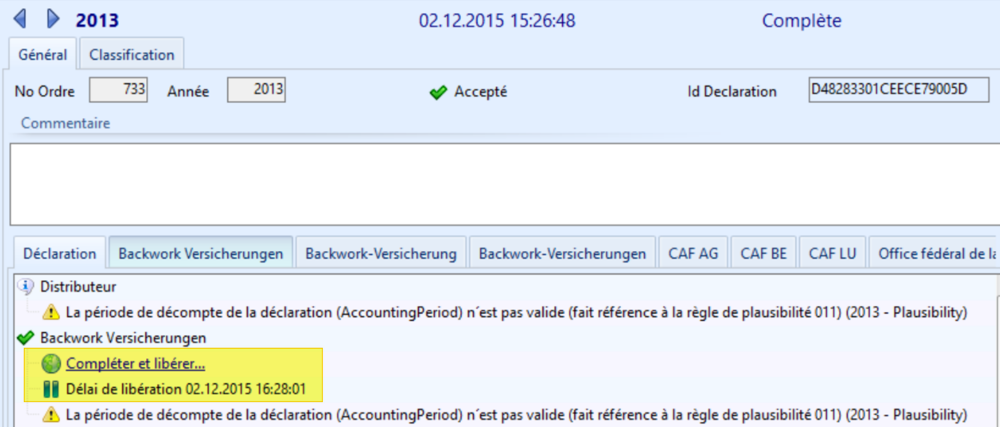 2013 02.12.2015 15:26:48 Complète
Général Classification
No Ordre 733 Année 2013 Accepté Id Declaration D48283301CEECE79005D
Commentaire
Déclaration Backwork Versicherungen Backwork-Versicherung Backwork-Versicherungen CAF AG CAF BE CAF LU Office fédéral de la
Distributeur
La période de décompte de la déclaration (AccountingPeriod) n´est pas valide (fait référence à la règle de plausibilité 011) (2013 - Plausibility)
Backwork Versicherungen
Compléter et libérer...
Délai de libération 02.12.2015 16:28:01
La période de décompte de la déclaration (AccountingPeriod) n´est pas valide (fait référence à la règle de plausibilité 011) (2013 - Plausibility)